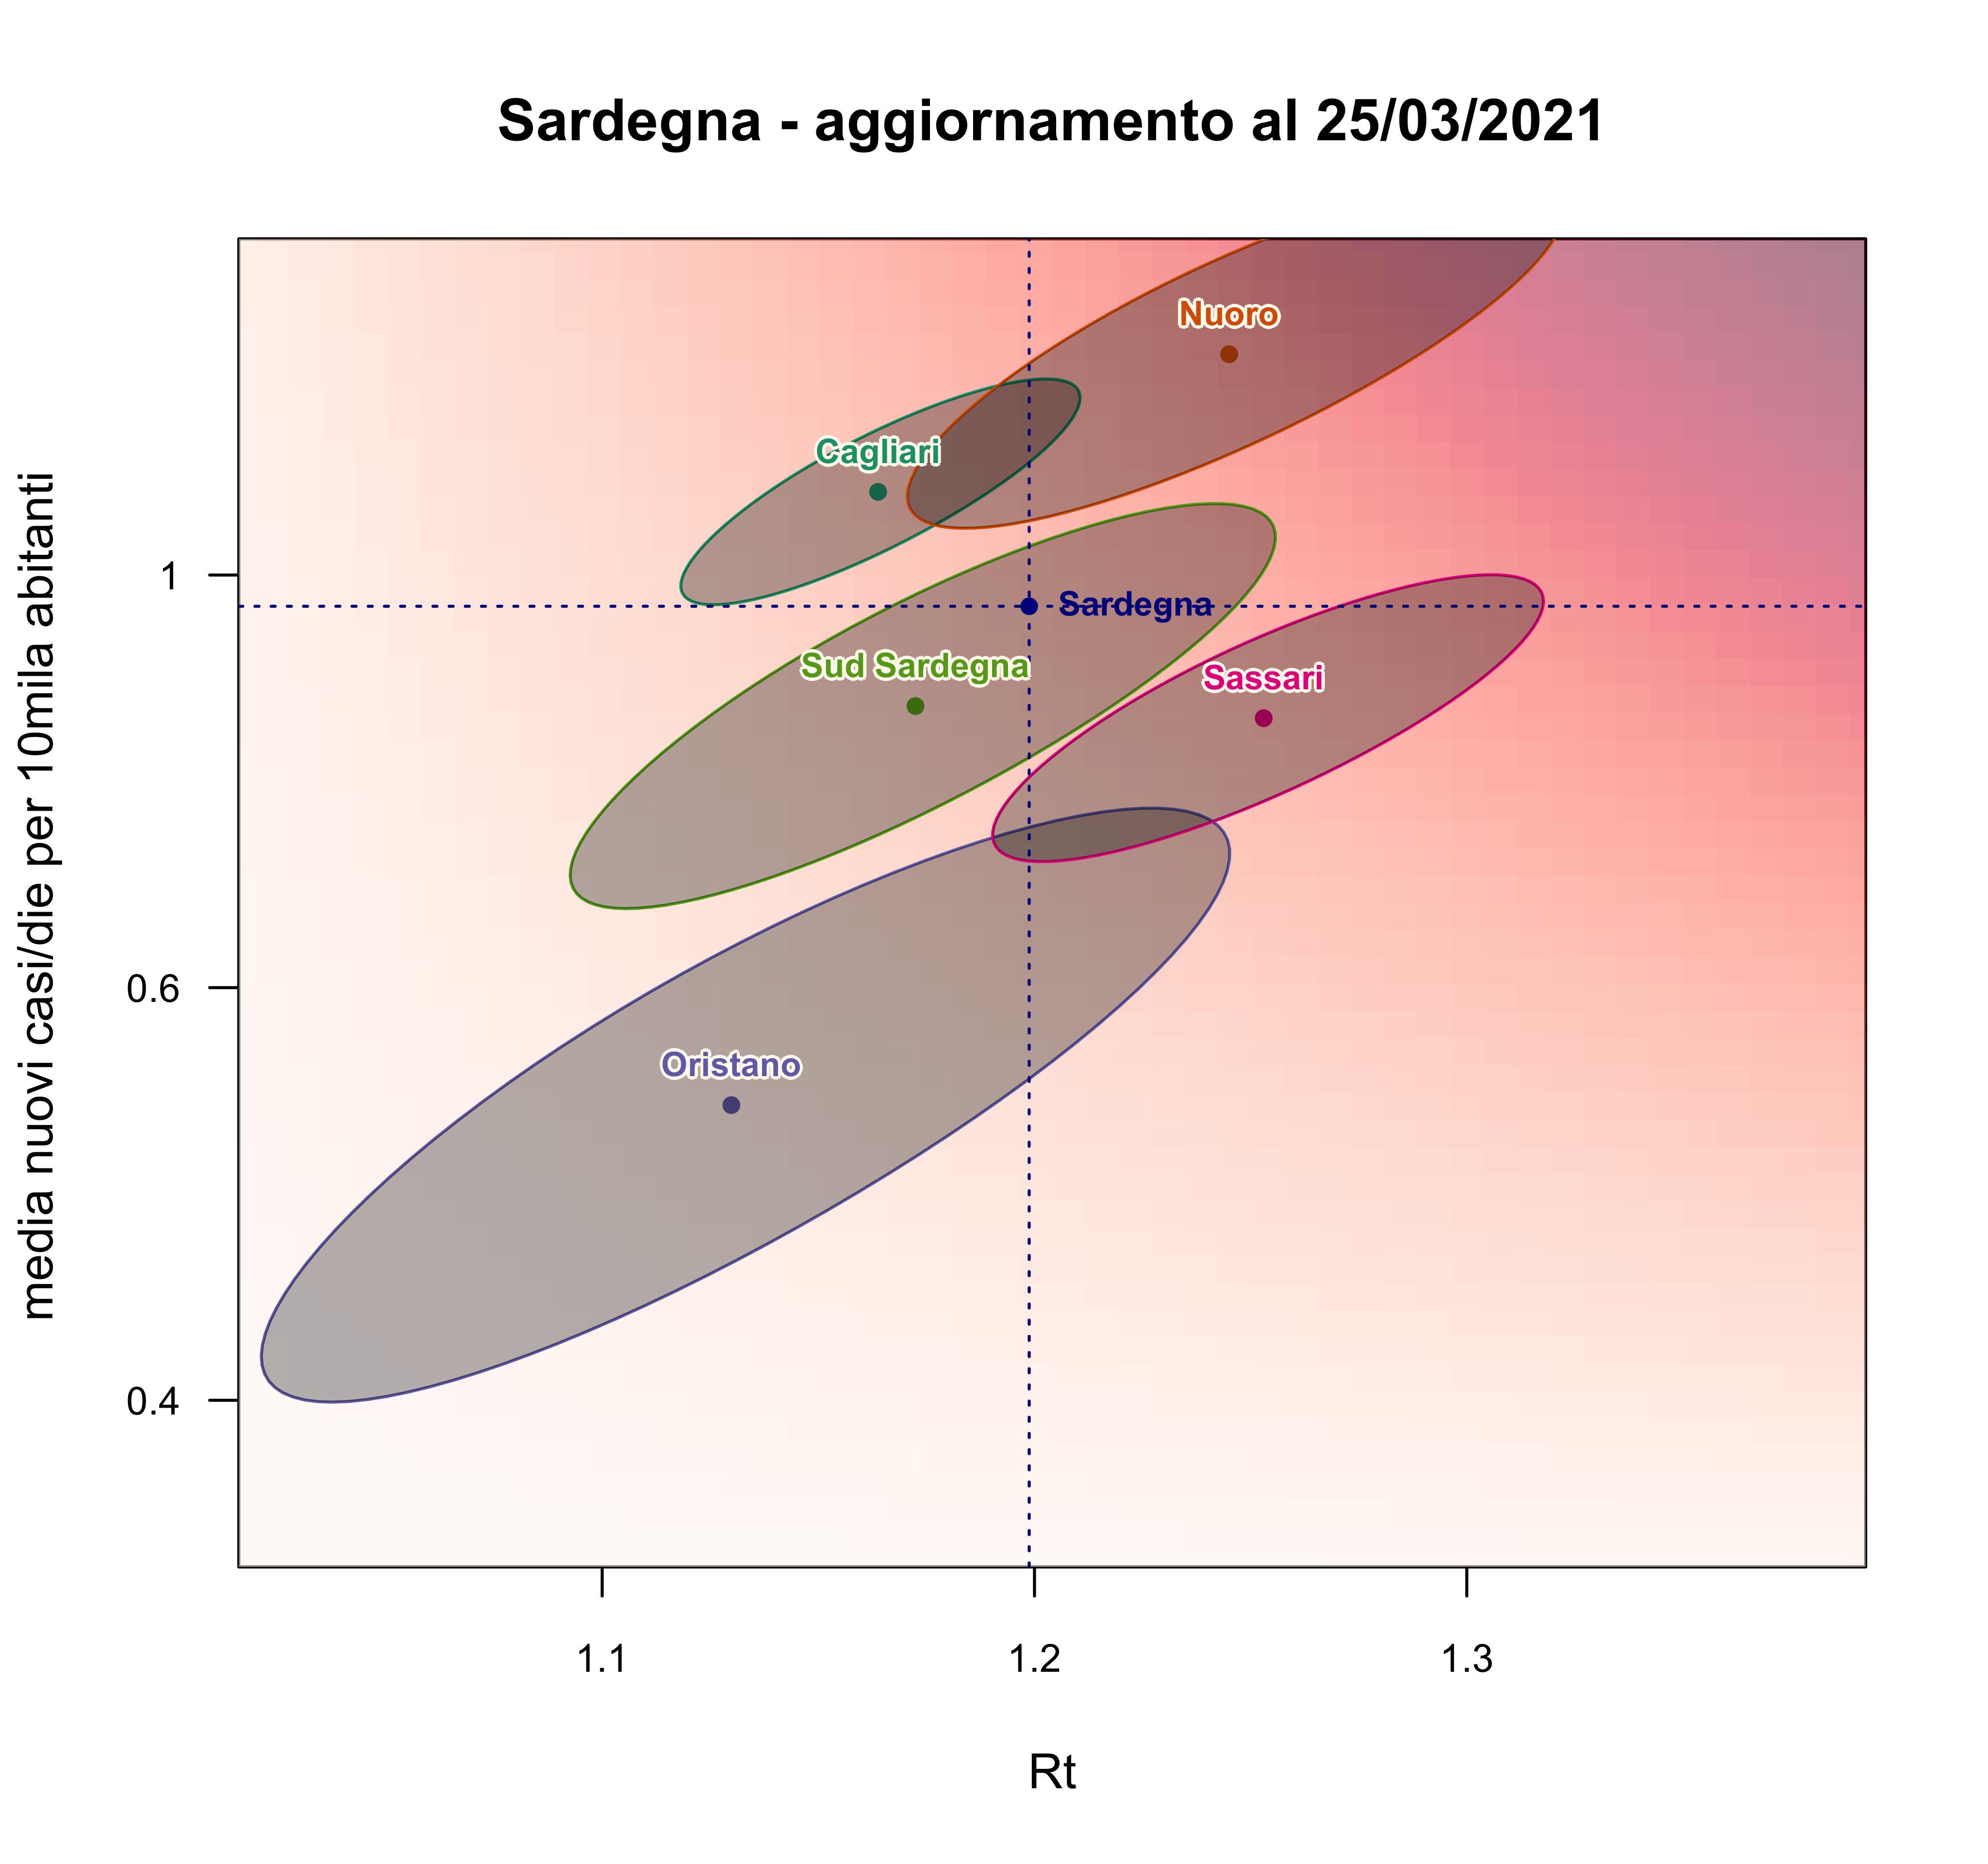 Sardegna - aggiornamento al 25/03/2021
media nuovi casi/die per 10mila abitanti
1
0.6
0.4
Nuoro
Cagliari
Sardegna
Sud Sardegna
Sassari
Oristano
1.1
1.2
1.3
Rt